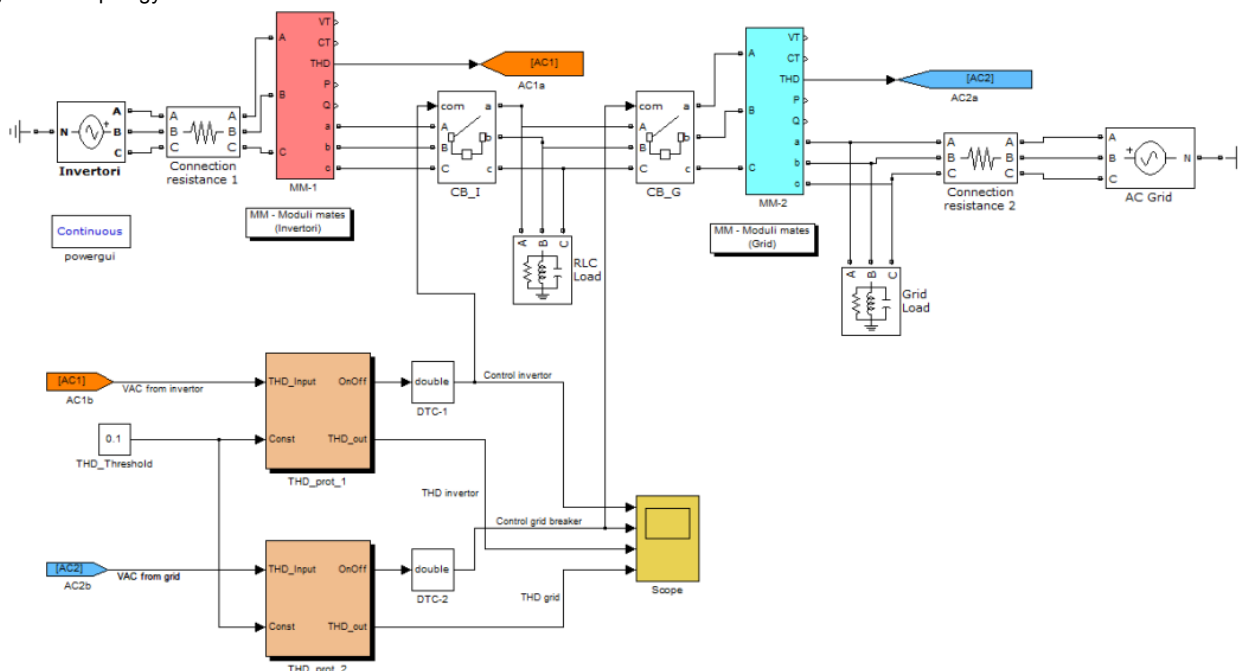 VT
CT
THD
P
Q
A
B
C
a
b
c
MM-1
[AC1]
AC1a
com
a
A
b
B
C
c
CB_I
com
a
A
b
B
C
c
CB_G
VT
CT
THD
P
Q
A
B
C
a
b
c
MM-2
[AC2]
AC2a
N
A
B
C
Invertori
A A
B B
C C
Connection
resistance 1
A A
B B
C C
Connection
resistance 2
A
B
C
N
AC Grid
MM - Moduli mates
(Invertori)
MM - Moduli mates
(Grid)
Continuous
powergui
A B C
RLC
Load
A B C
Grid
Load
[AC1]
AC1b
VAC from invertor
THD_Input OnOff
Const THD_out
THD_prot_1
double
DTC-1
Control invertor
0.1
THD_Threshold
THD invertor
Control grid breaker
[AC2]
AC2b
VAC from grid
THD_Input OnOff
Const THD_out
THD_prot_2
double
DTC-2
THD grid
Scope